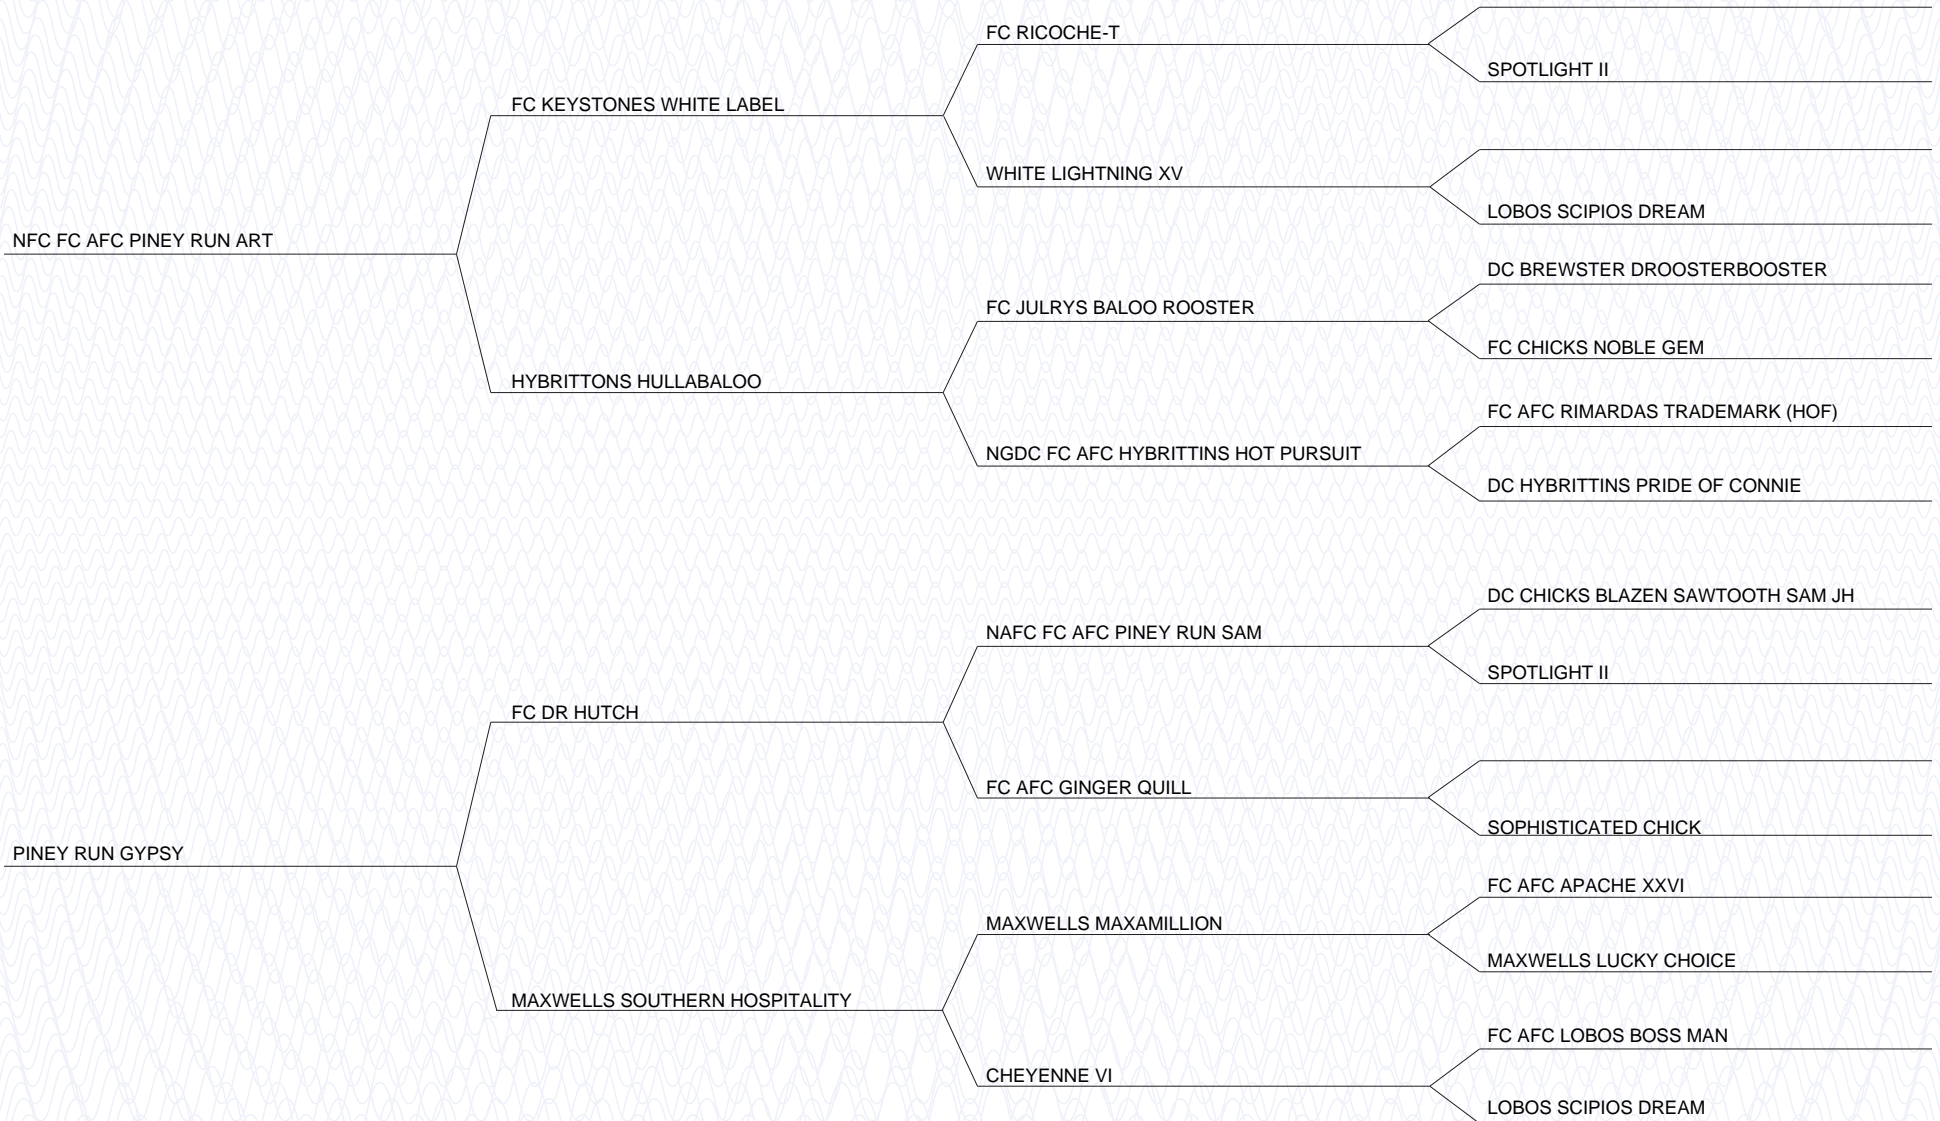 FC RICOCHE-T
SPOTLIGHT II
FC KEYSTONES WHITE LABEL
WHITE LIGHTNING XV
LOBOS SCIPIOS DREAM
NFC FC AFC PINEY RUN ART
DC BREWSTER DROOSTERBOOSTER
FC JULRYS BALOO ROOSTER
FC CHICKS NOBLE GEM
HYBRITTONS HULLABALOO
FC AFC RIMARDAS TRADEMARK (HOF)
NGDC FC AFC HYBRITTINS HOT PURSUIT
DC HYBRITTINS PRIDE OF CONNIE
DC CHICKS BLAZEN SAWTOOTH SAM JH
NAFC FC AFC PINEY RUN SAM
SPOTLIGHT II
FC DR HUTCH
FC AFC GINGER QUILL
SOPHISTICATED CHICK
PINEY RUN GYPSY
FC AFC APACHE XXVI
MAXWELLS MAXAMILLION
MAXWELLS LUCKY CHOICE
MAXWELLS SOUTHERN HOSPITALITY
FC AFC LOBOS BOSS MAN
CHEYENNE VI
LOBOS SCIPIOS DREAM